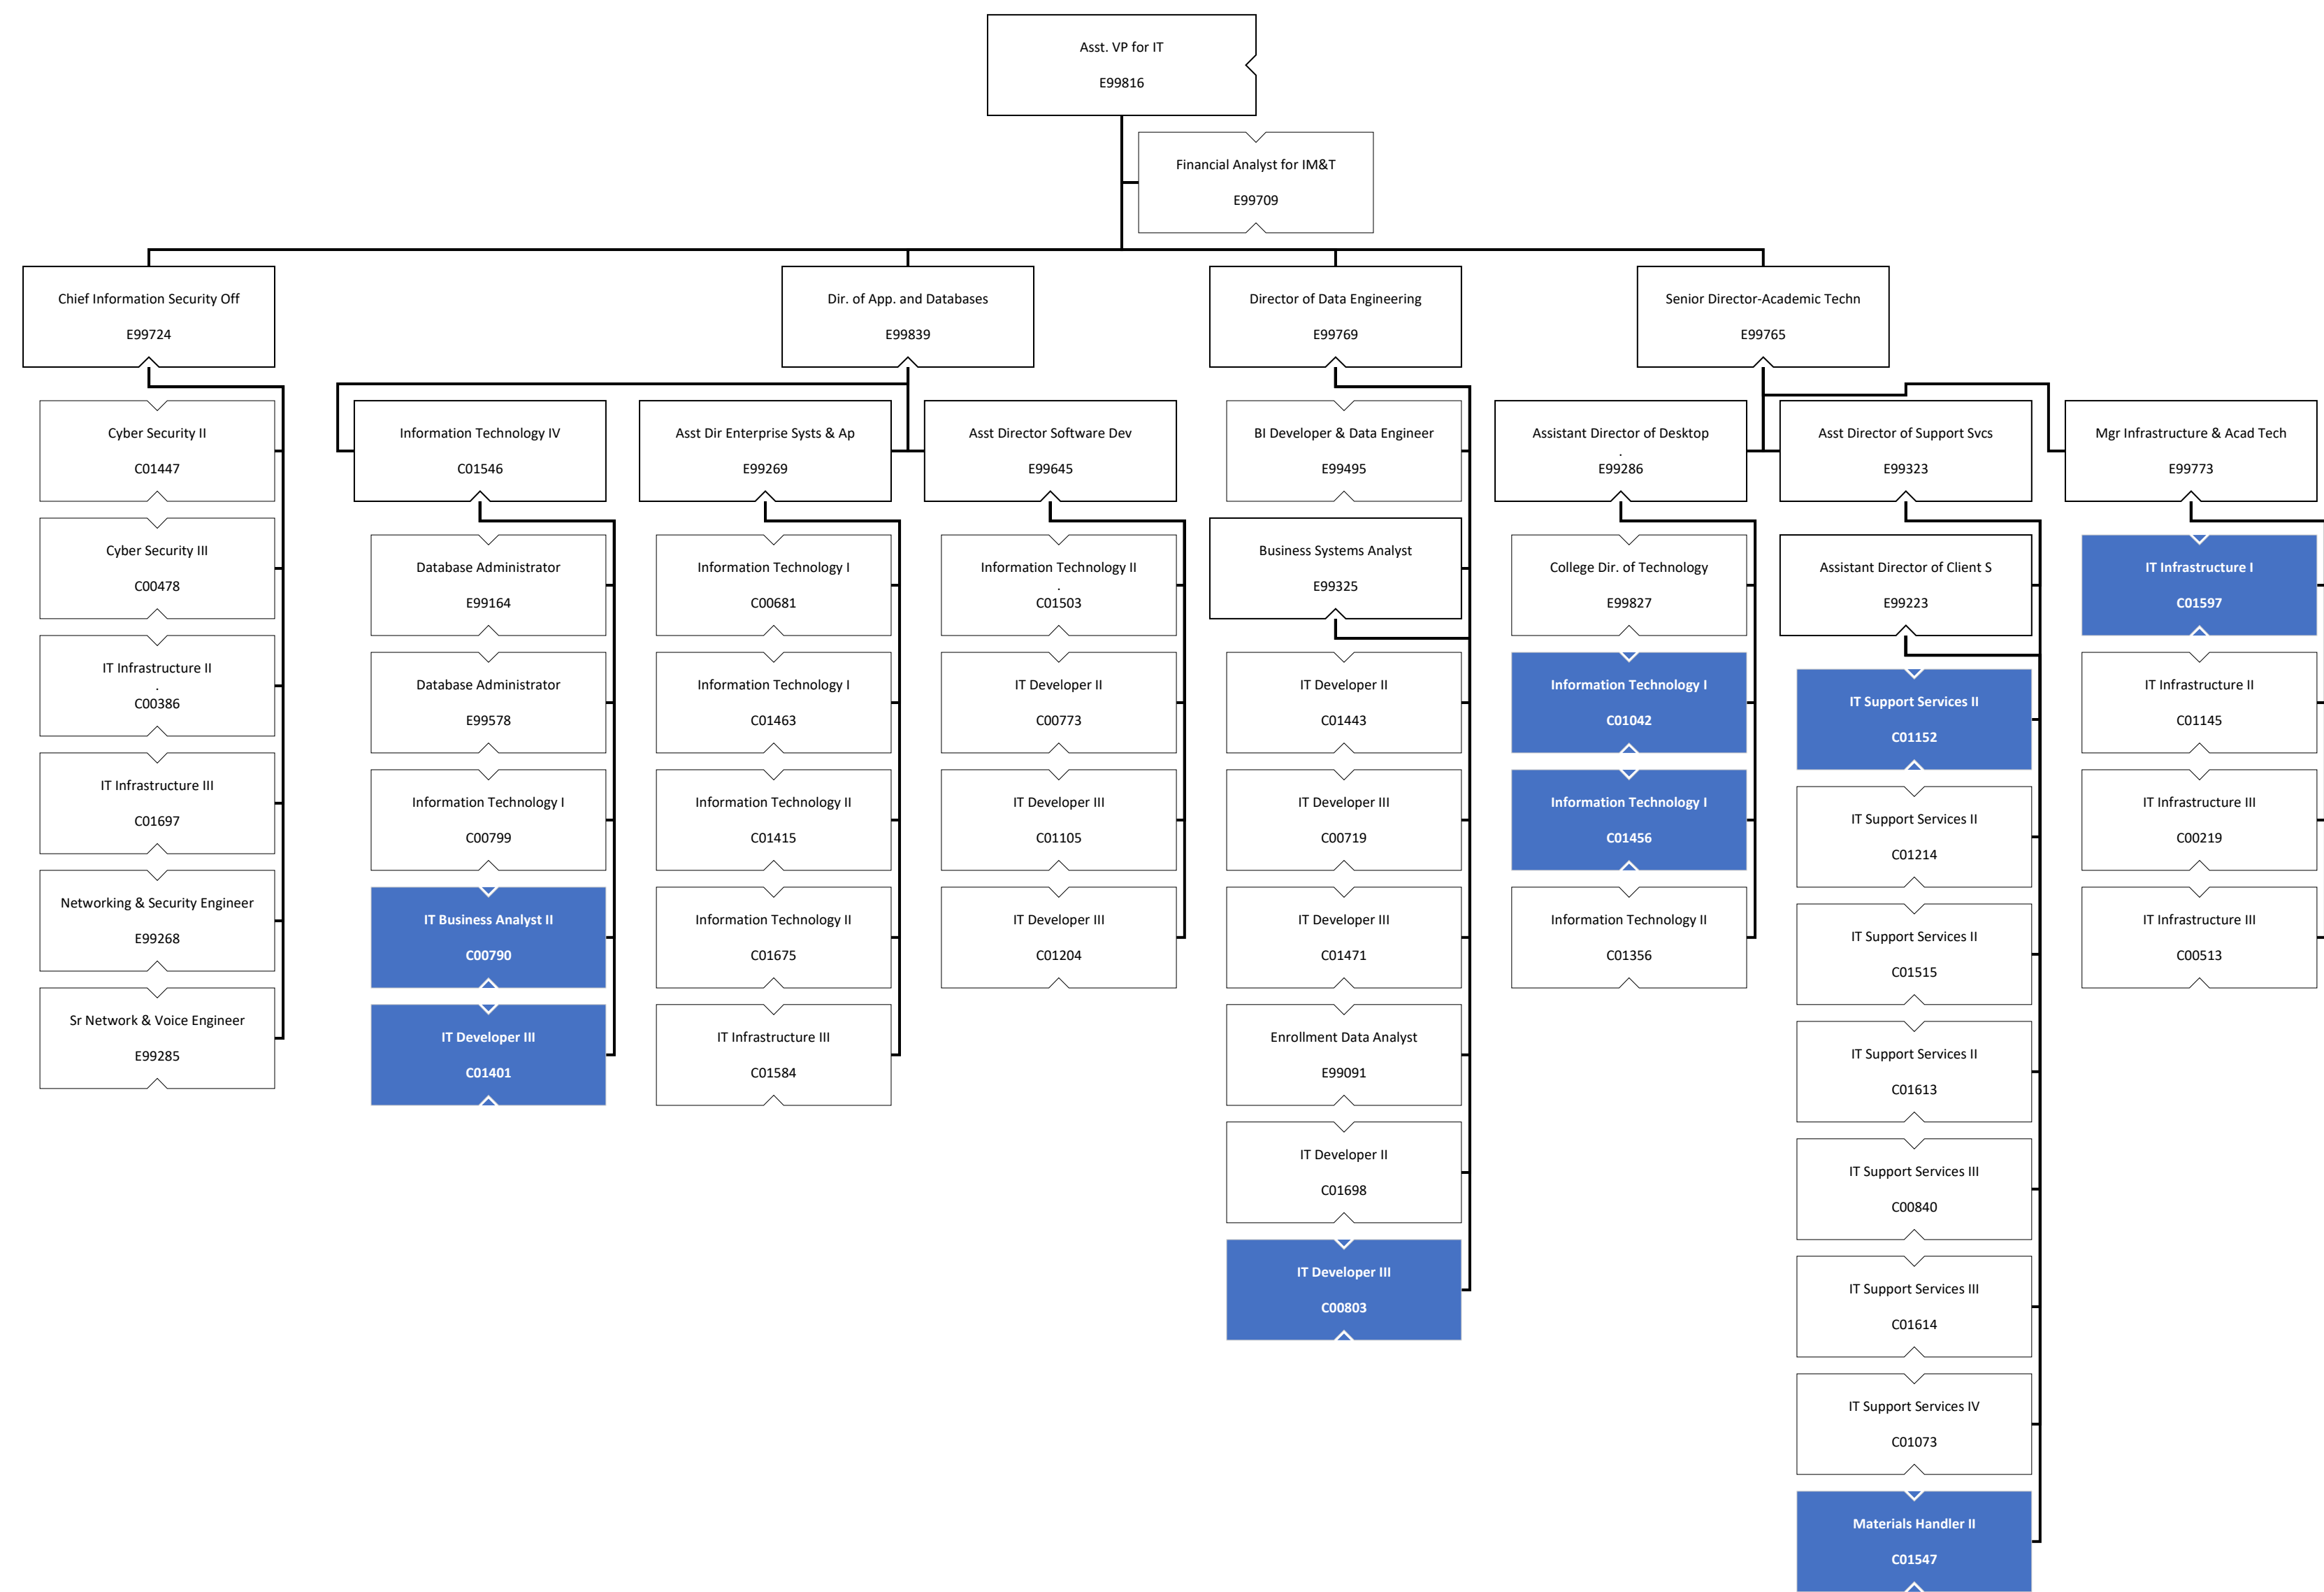 Asst. VP for IT
E99816
Financial Analyst for IM&T
E99709
Chief Information Security Off
E99724
Dir. of App. and Databases
E99839
Director of Data Engineering
E99769
Senior Director-Academic Techn
E99765
Cyber Security II
C01447
Cyber Security III
C00478
IT Infrastructure II
.
C00386
IT Infrastructure III
C01697
Networking & Security Engineer
E99268
Sr Network & Voice Engineer
E99285
Information Technology IV
C01546
Database Administrator
E99164
Database Administrator
E99578
Information Technology I
C00799
IT Business Analyst II
C00790
IT Developer III
C01401
Asst Dir Enterprise Systs & Ap
E99269
Information Technology I
C00681
Information Technology I
C01463
Information Technology II
C01415
Information Technology II
C01675
IT Infrastructure III
C01584
Asst Director Software Dev
E99645
Information Technology II
.
C01503
IT Developer II
C00773
IT Developer III
C01105
IT Developer III
C01204
BI Developer & Data Engineer
E99495
Business Systems Analyst
E99325
IT Developer II
C01443
IT Developer III
C00719
IT Developer III
C01471
Enrollment Data Analyst
E99091
IT Developer II
C01698
IT Developer III
C00803
Assistant Director of Desktop
.
E99286
College Dir. of Technology
E99827
Information Technology I
C01042
Information Technology I
C01456
Information Technology II
C01356
Asst Director of Support Svcs
E99323
Assistant Director of Client S
E99223
IT Support Services II
C01152
IT Support Services II
C01214
IT Support Services II
C01515
IT Support Services II
C01613
IT Support Services III
C00840
IT Support Services III
C01614
IT Support Services IV
C01073
Materials Handler II
C01547
Mgr Infrastructure & Acad Tech
E99773
IT Infrastructure I
C01597
IT Infrastructure II
C01145
IT Infrastructure III
C00219
IT Infrastructure III
C00513